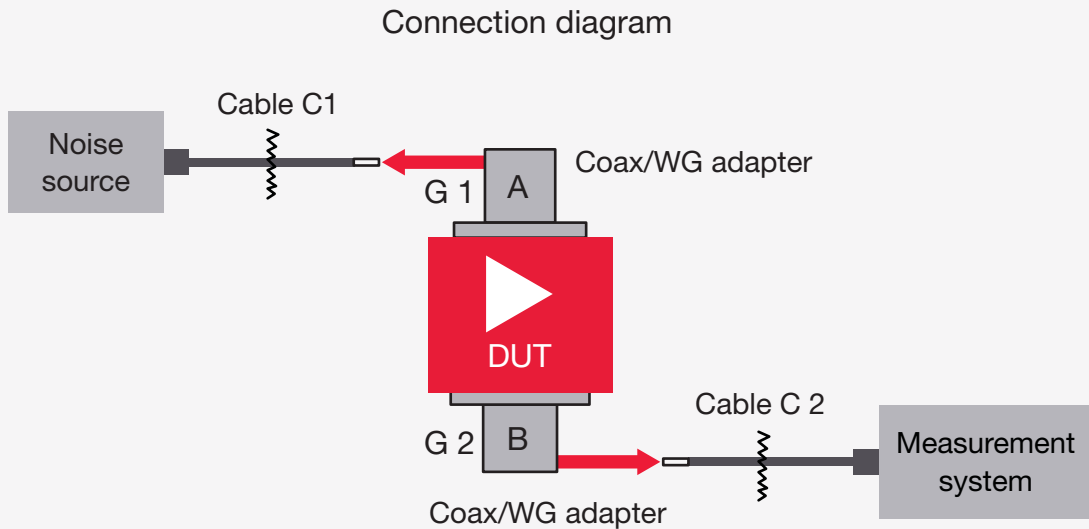 Connection diagram
Cable C1
Noise
source
Coax/WG adapter
G 1
A
DUT
Cable C 2
G 2
B
Measurement
system
Coax/WG adapter